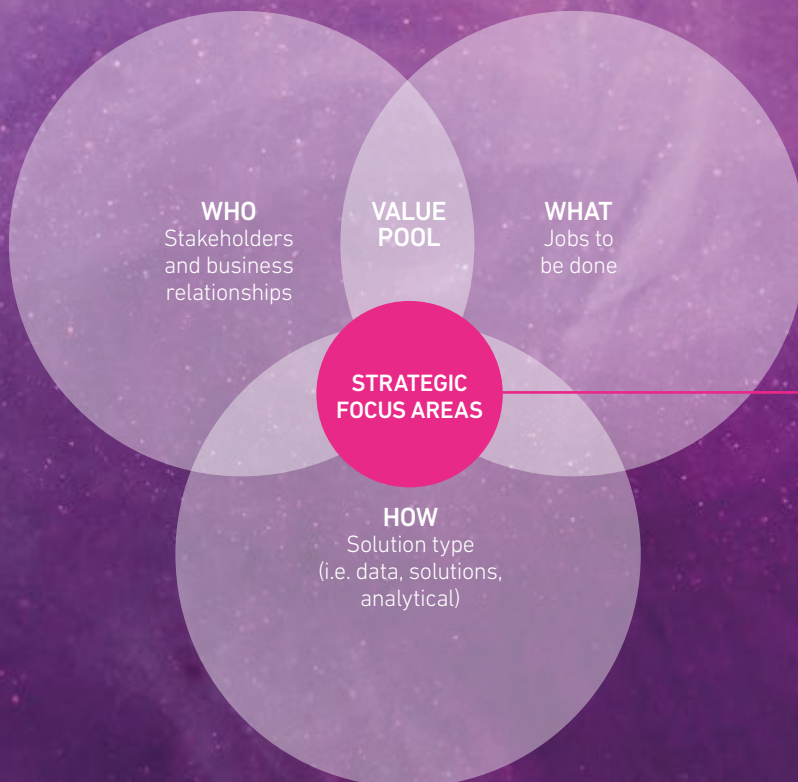 WHO
Stakeholders
and business
relationships
VALUE
POOL
WHAT
Jobs to
be done
STRATEGIC
FOCUS AREAS
HOW
Solution type
(i.e. data, solutions,
analytical)